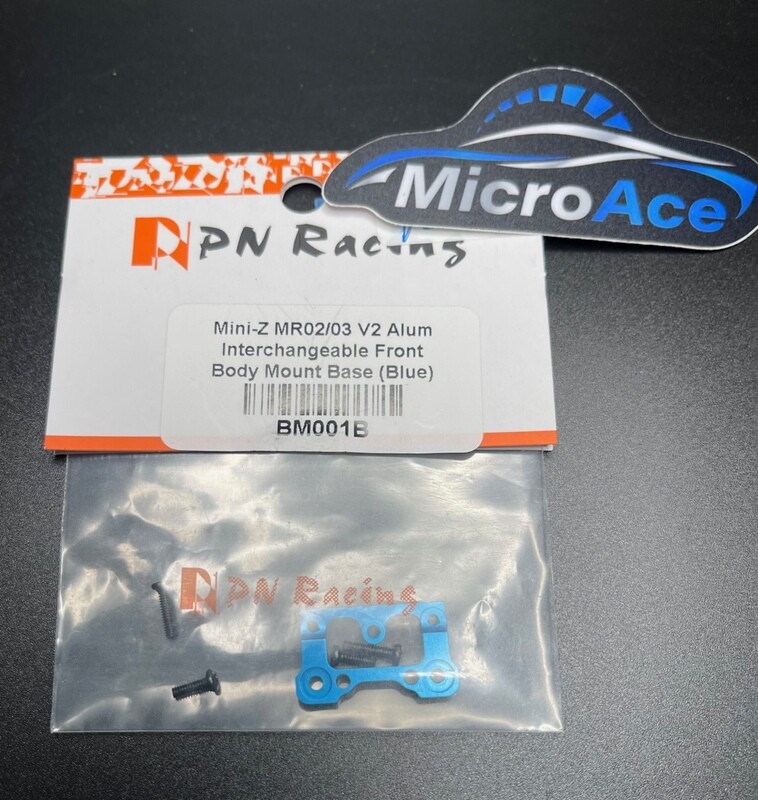 MicroAce
PN Racing
Mini-Z MR02/03 V2 Alum
Interchangeable Front
Body Mount Base (Blue)
BM001B
PN Racing